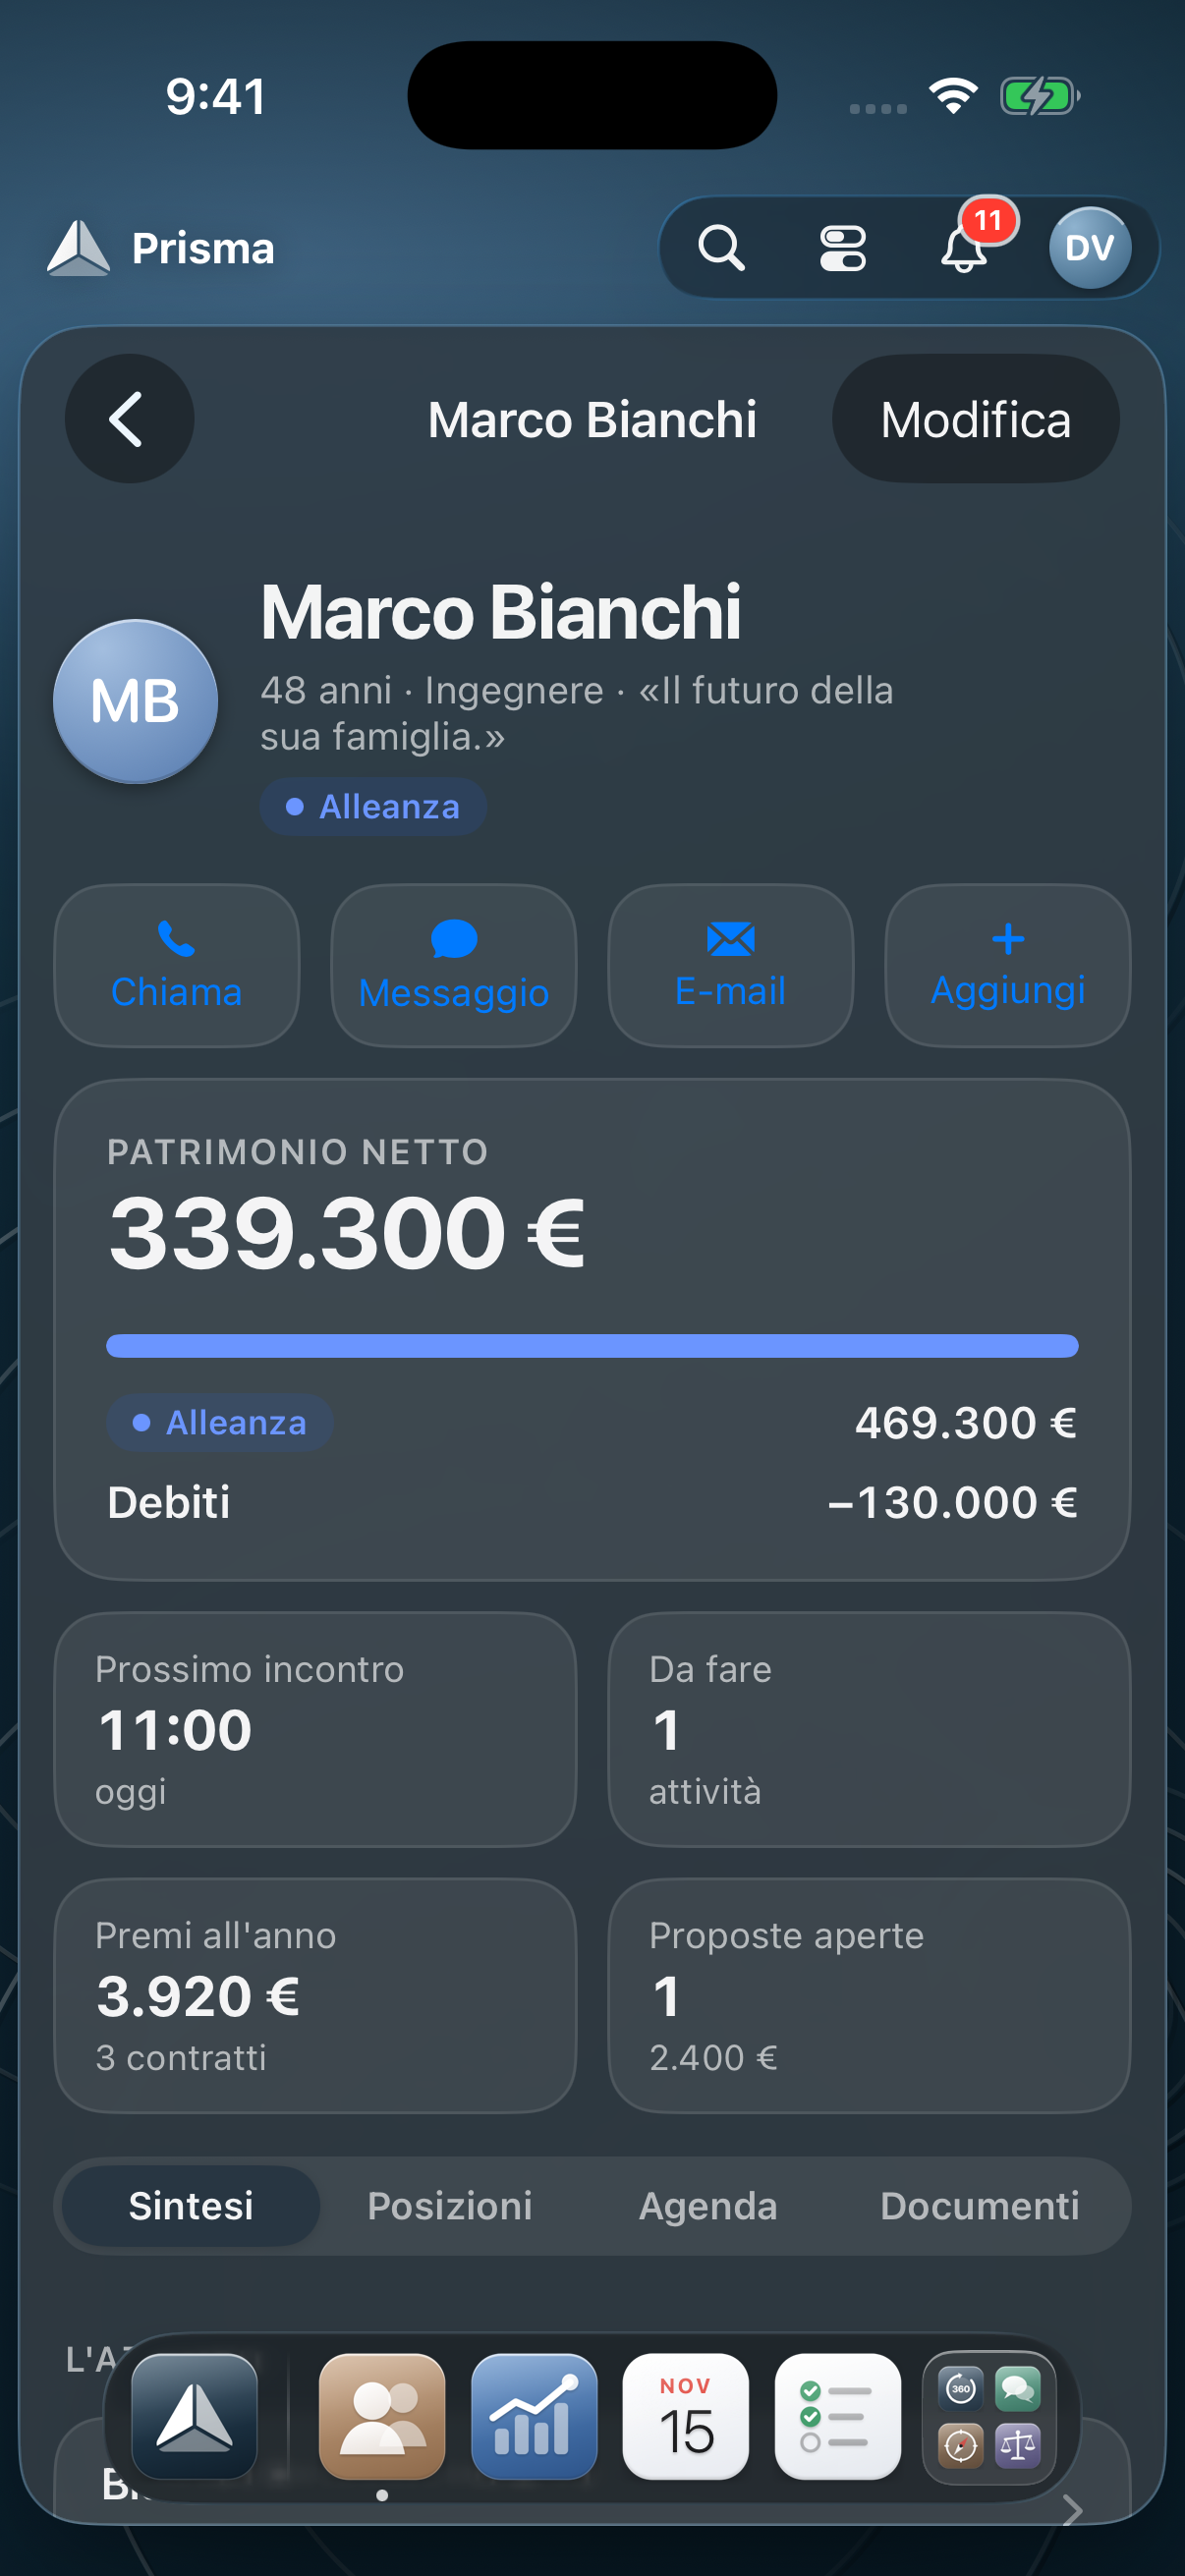 9:41
Prisma
11
DV
Marco Bianchi
Modifica
MB
Marco Bianchi
48 anni · Ingegnere · «Il futuro della
sua famiglia.»
Alleanza
Chiama
Messaggio
E-mail
Aggiungi
PATRIMONIO NETTO
339.300 €
Alleanza
469.300 €
Debiti
−130.000 €
Prossimo incontro
11:00
oggi
Da fare
1
attività
Premi all'anno
3.920 €
3 contratti
Proposte aperte
1
2.400 €
Sintesi
Posizioni
Agenda
Documenti
NOV
15
360